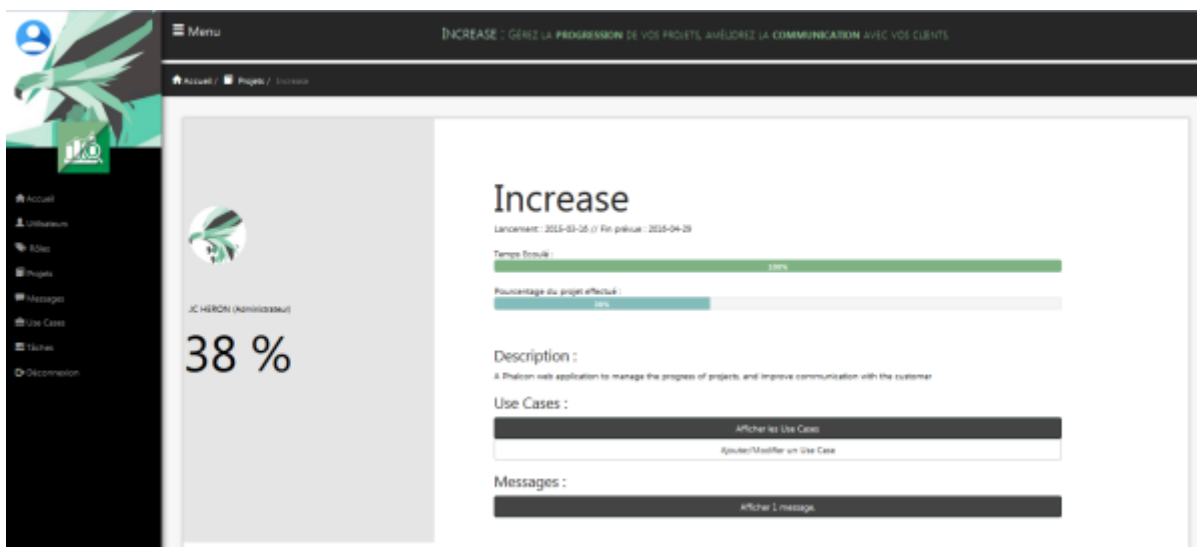 Menu
INCREASE : GÉREZ LA PROGRESSION DE VOS PROJETS, AMÉLIOREZ LA COMMUNICATION AVEC VOS CLIENTS.
Accueil / Projets / Increase
Accueil
Utilisateurs
Rôles
Projets
Messages
Use Cases
Tâches
Déconnexion
JC HERON (Administrateur)
38 %
Increase
Lancement : 2015-03-16 // Fin prévue : 2016-04-29
Temps Ecoulé :
100%
Pourcentage du projet effectué :
38%
Description :
A Phalcon web application to manage the progress of projects, and improve communication with the customer
Use Cases :
Afficher les Use Cases
Ajouter/Modifier un Use Case
Messages :
Afficher 1 message.